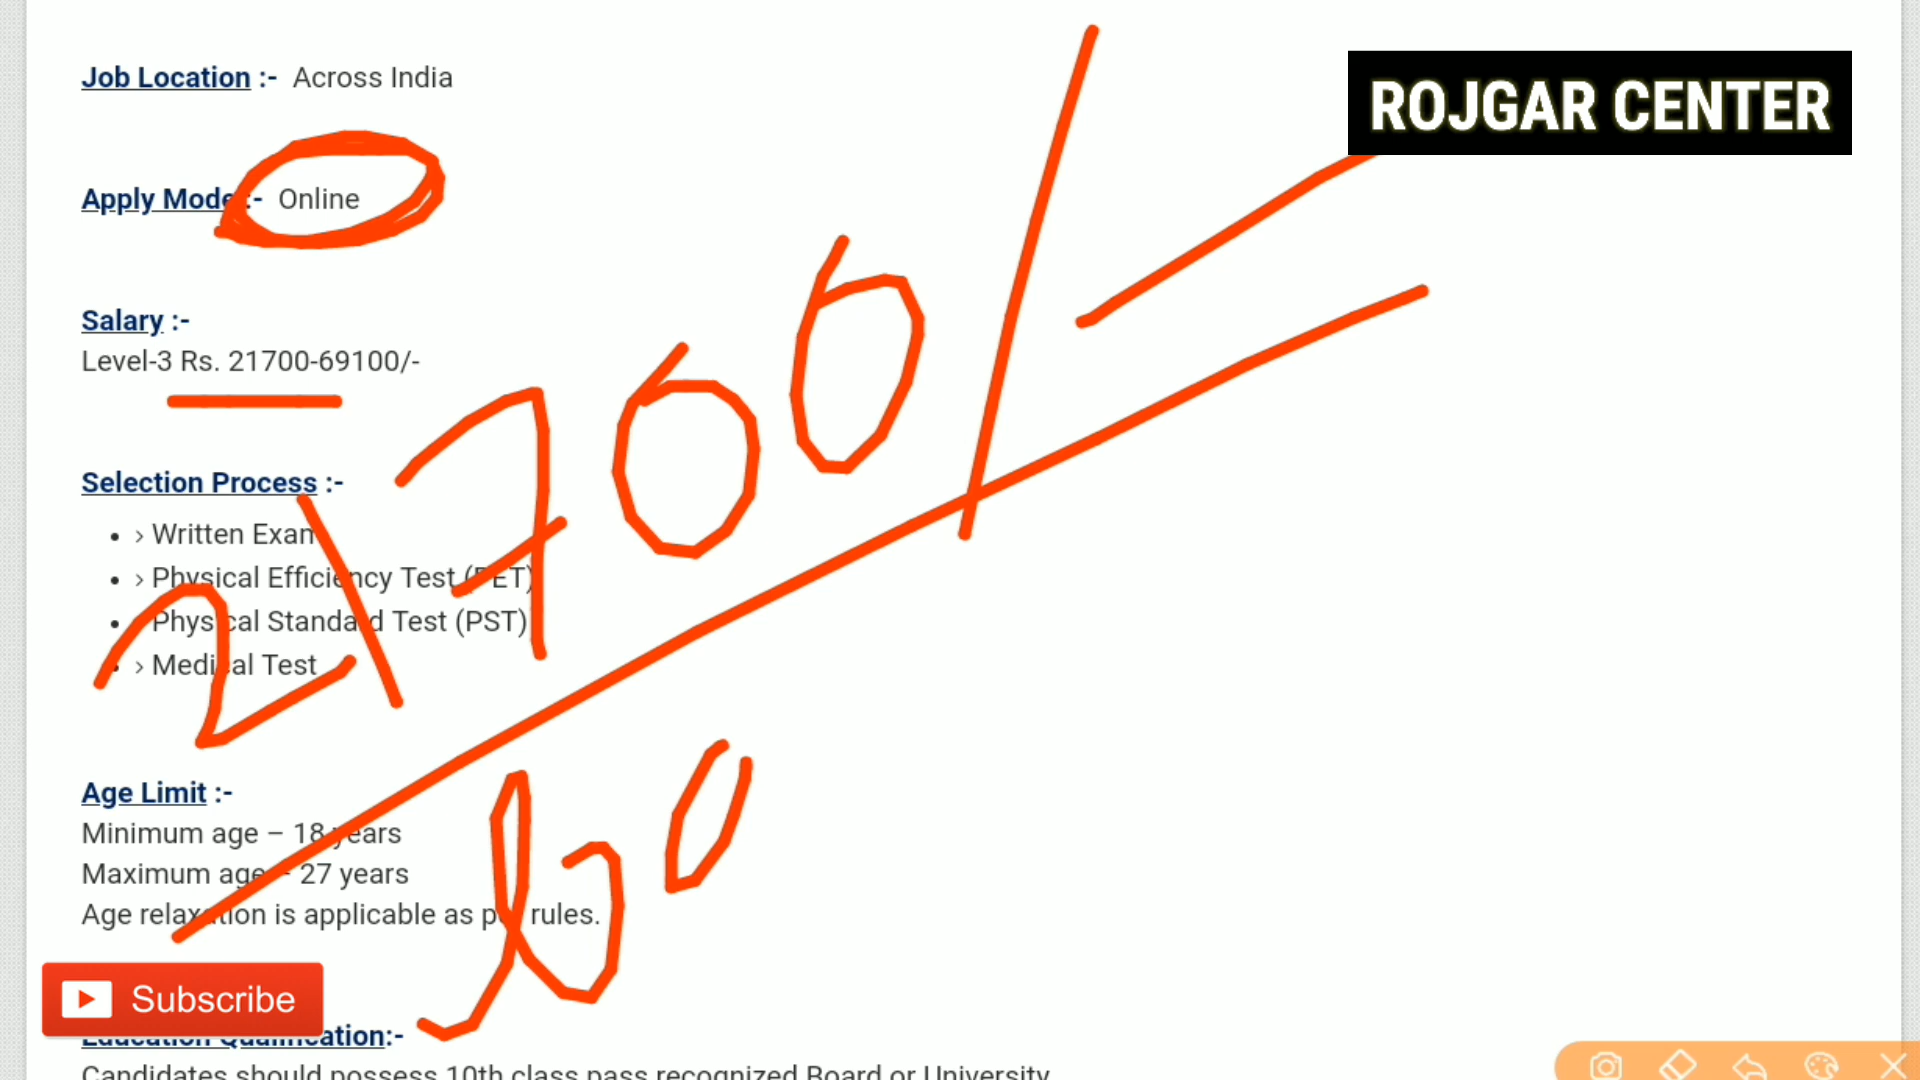 Job Location :- Across India
ROJGAR CENTER
Apply Mode :- Online
Salary :-
Level-3 Rs. 21700-69100/-
21700/-
Selection Process :-
› Written Exam
› Physical Efficiency Test (PET)
› Physical Standard Test (PST)
› Medical Test
Age Limit :-
Minimum age – 18 years
Maximum age – 27 years
Age relaxation is applicable as per rules.
Subscribe
Education Qualification:-
Candidates should possess 10th class pass recognized Board or University